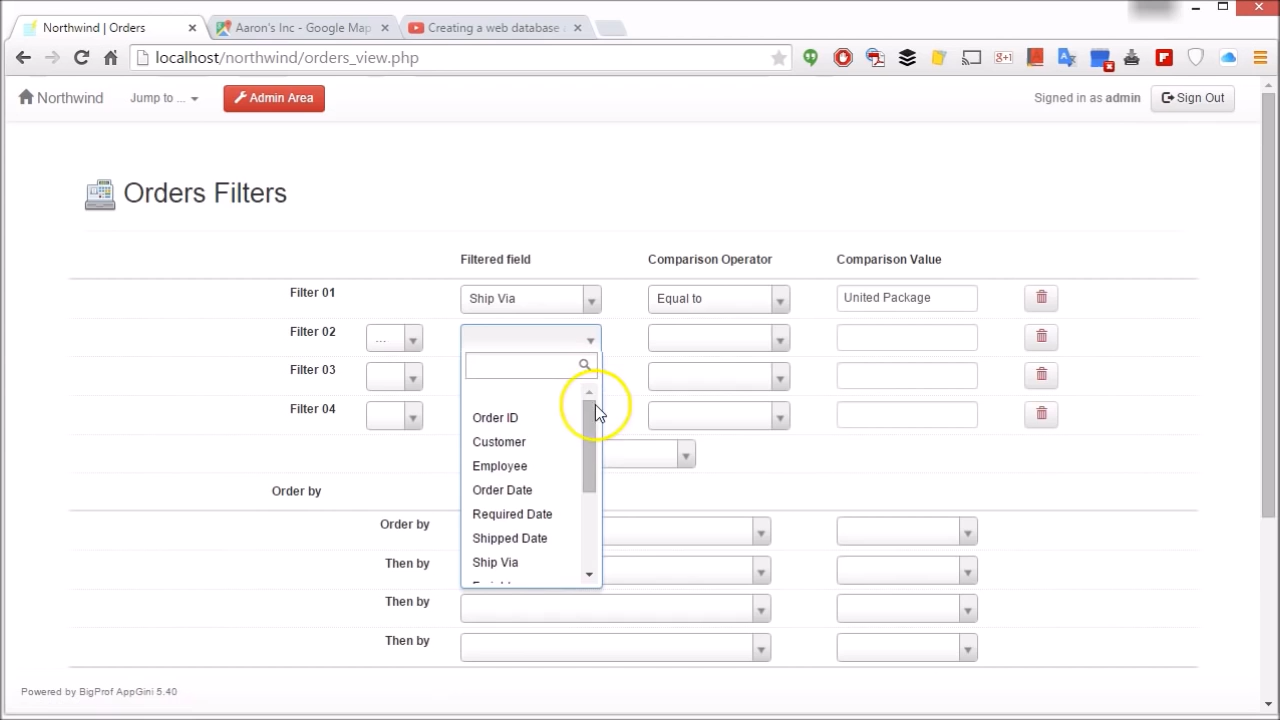 Northwind | Orders
Aaron's Inc - Google Map
Creating a web database
localhost/northwind/orders_view.php
Northwind
Jump to ...
Admin Area
Signed in as admin
Sign Out
Orders Filters
Filtered field
Comparison Operator
Comparison Value
Filter 01
Ship Via
Equal to
United Package
Filter 02
...
Filter 03
Filter 04
Order ID
Customer
Employee
Order Date
Required Date
Shipped Date
Ship Via
Order by
Order by
Then by
Then by
Then by
Powered by BigProf AppGini 5.40